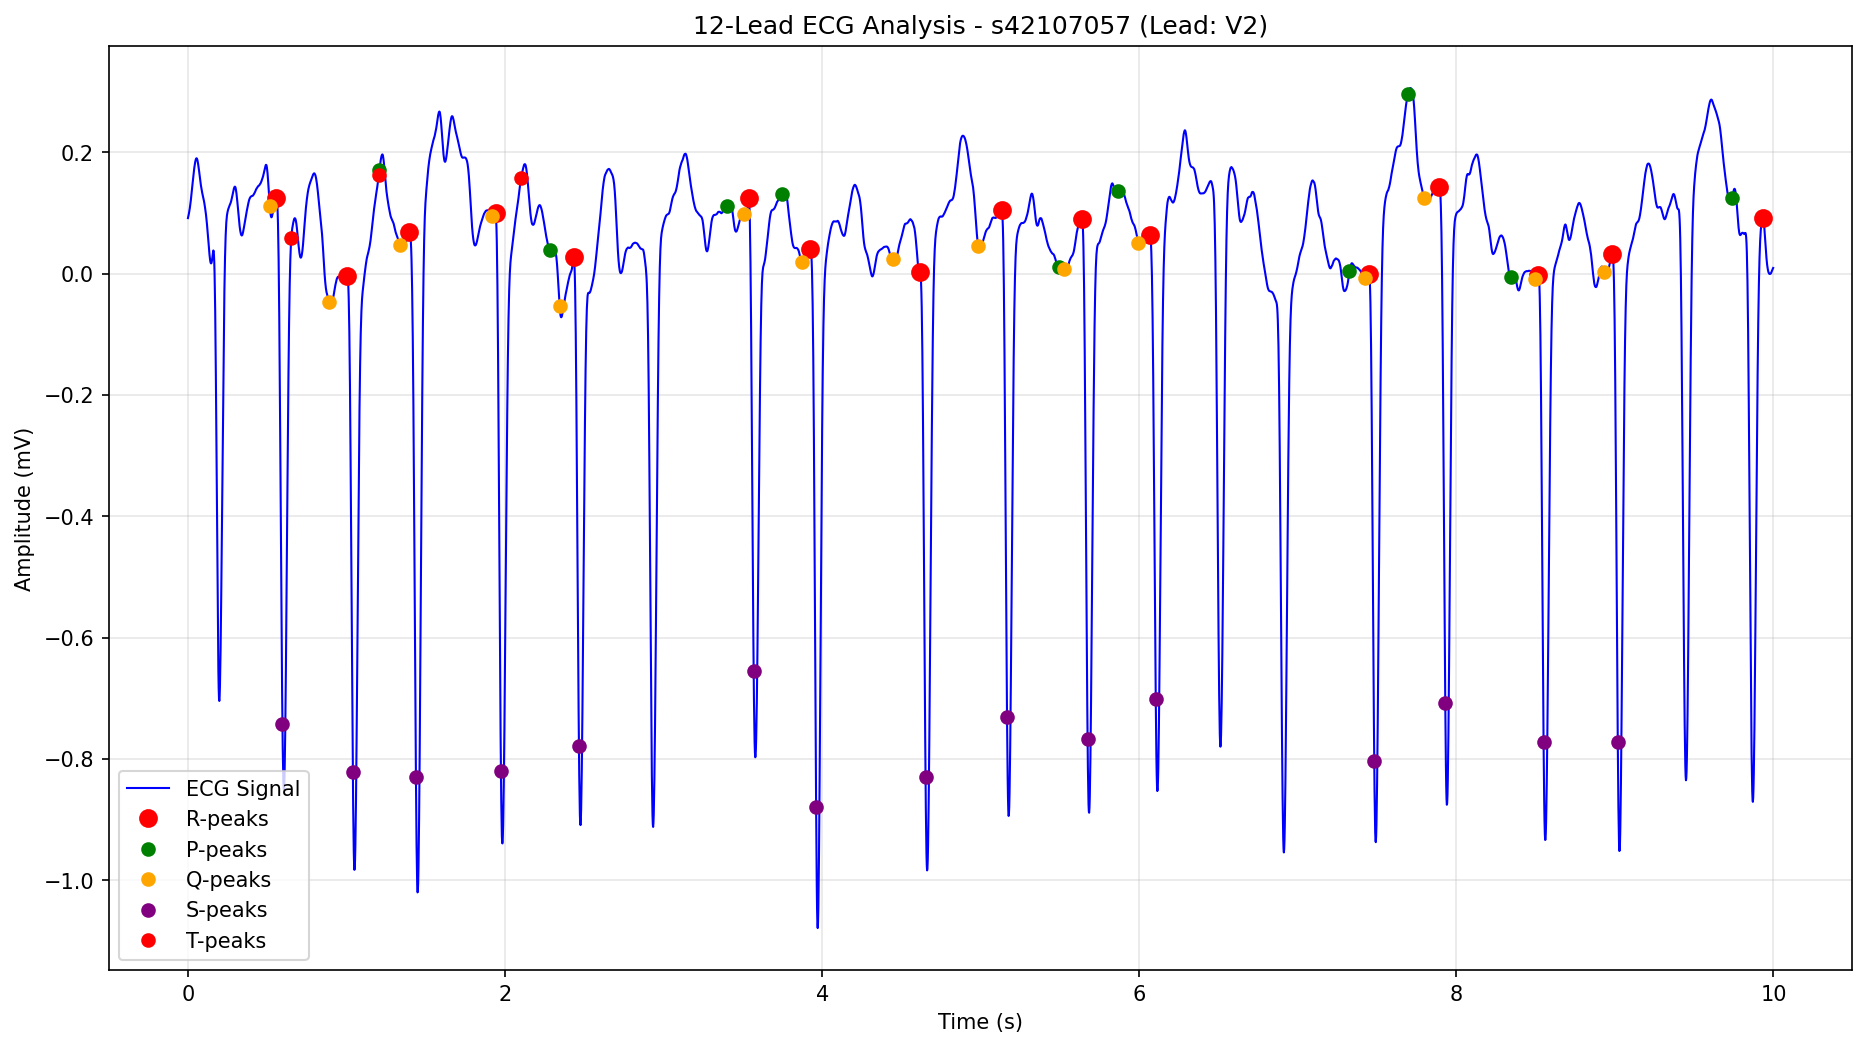 12-Lead ECG Analysis - s42107057 (Lead: V2)
Amplitude (mV)
0.2
0.0
−0.2
−0.4
−0.6
−0.8
−1.0
ECG Signal
R-peaks
P-peaks
Q-peaks
S-peaks
T-peaks
0 2 4 6 8 10
Time (s)